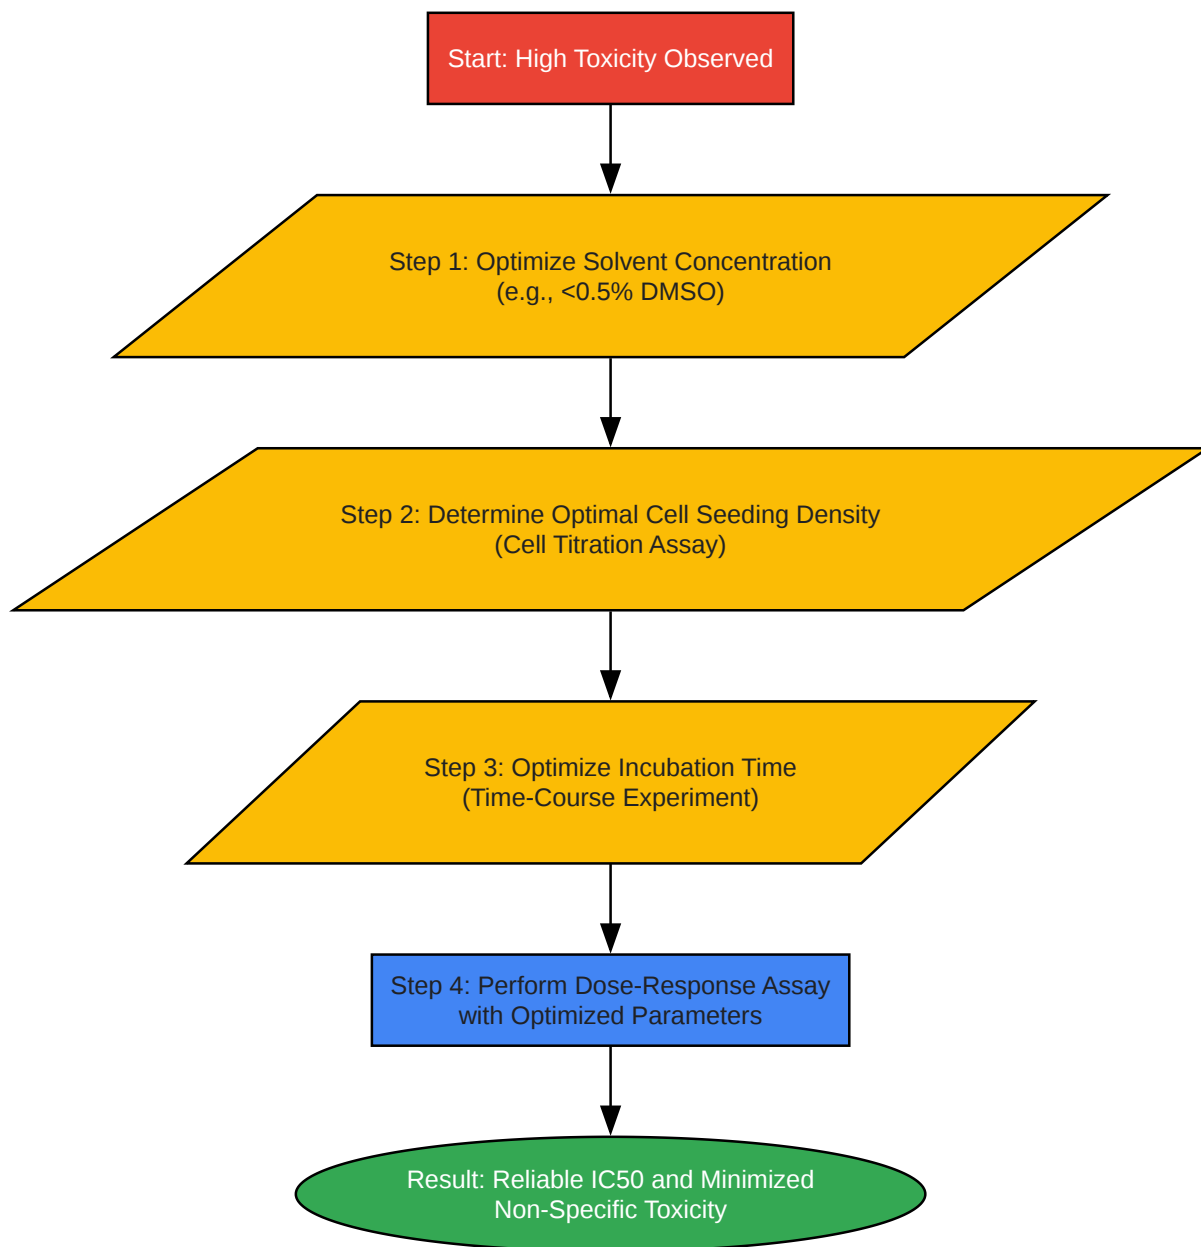 Start: High Toxicity Observed
Step 1: Optimize Solvent Concentration
(e.g., <0.5% DMSO)
Step 2: Determine Optimal Cell Seeding Density
(Cell Titration Assay)
Step 3: Optimize Incubation Time
(Time-Course Experiment)
Step 4: Perform Dose-Response Assay
with Optimized Parameters
Result: Reliable IC50 and Minimized
Non-Specific Toxicity